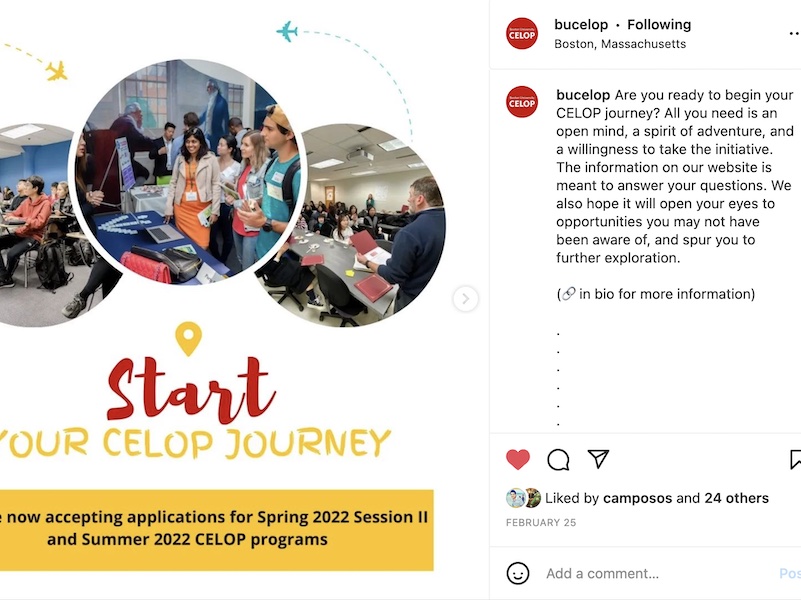 Start
YOUR CELOP JOURNEY
now accepting applications for Spring 2022 Session II
and Summer 2022 CELOP programs
CELOP
bucelop • Following
Boston, Massachusetts
CELOP
bucelop Are you ready to begin your
CELOP journey? All you need is an
open mind, a spirit of adventure, and
a willingness to take the initiative.
The information on our website is
meant to answer your questions. We
also hope it will open your eyes to
opportunities you may not have
been aware of, and spur you to
further exploration.
(🔗 in bio for more information)
.
.
.
.
.
.
Liked by camposos and 24 others
FEBRUARY 25
Add a comment...
Pos